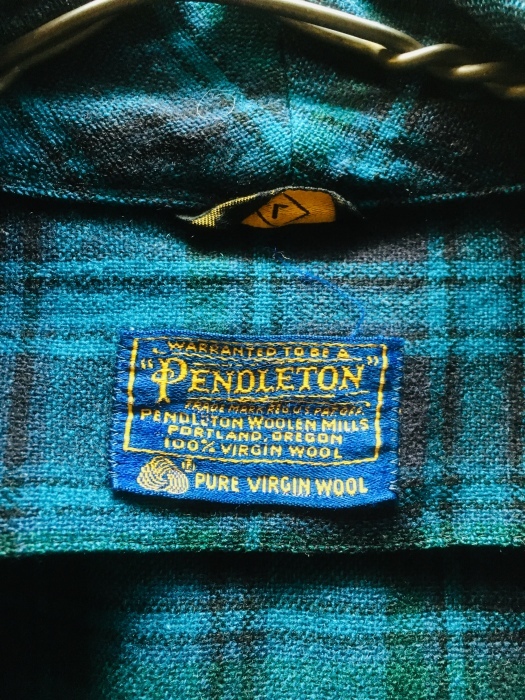 L
WARRANTED TO BE A
"PENDLETON"
TRADE MARK REG. U.S. PAT. OFF.
PENDLETON WOOLEN MILLS
PORTLAND, OREGON
100% VIRGIN WOOL
PURE VIRGIN WOOL